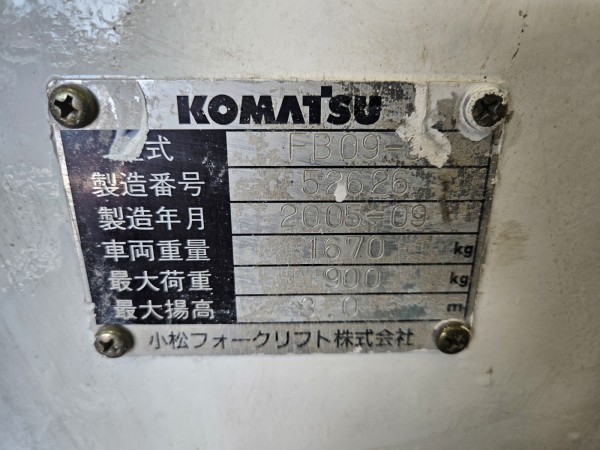 KOMATSU
型式 FB09-
製造番号 52626
製造年月 2005-09
車両重量 1670 kg
最大荷重 900 kg
最大揚高 3.0 m
小松フォークリフト株式会社